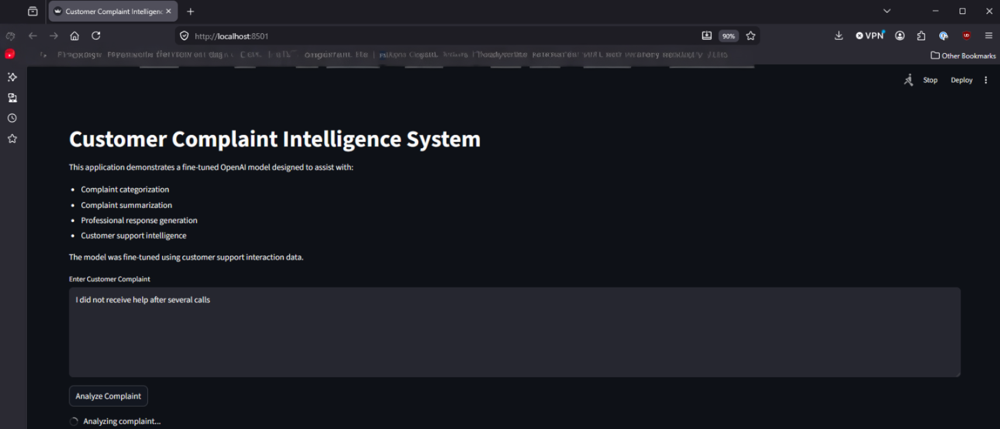 Customer Complaint Intelligenc
http://localhost:8501
90%
VPN
Other Bookmarks
Stop
Deploy
Customer Complaint Intelligence System
This application demonstrates a fine-tuned OpenAI model designed to assist with:
Complaint categorization
Complaint summarization
Professional response generation
Customer support intelligence
The model was fine-tuned using customer support interaction data.
Enter Customer Complaint
I did not receive help after several calls
Analyze Complaint
Analyzing complaint...